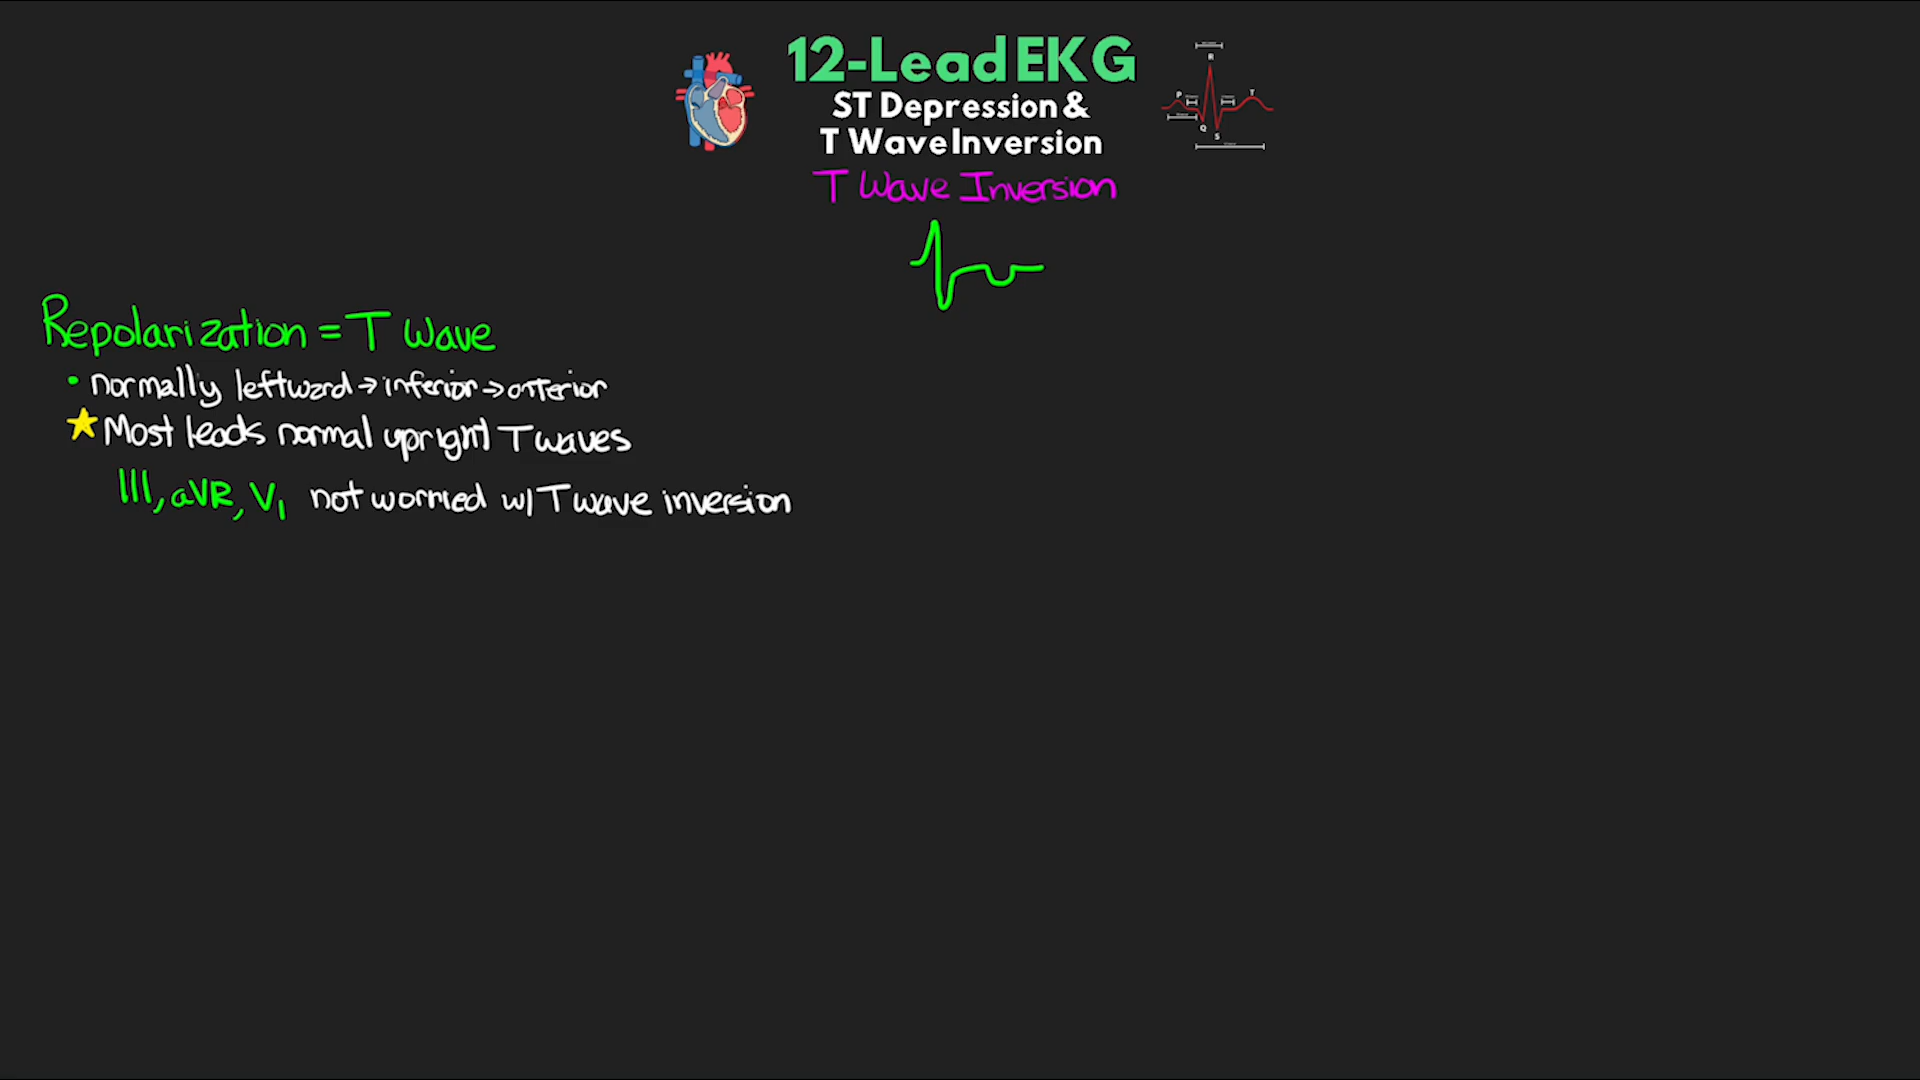 12-Lead EKG
ST Depression &
T Wave Inversion
R
P
T
Q
S
T Wave Inversion
Repolarization = T Wave
• normally leftward → inferior → anterior
★ Most leads normal upright T waves
III, aVR, V1 not worried w/ T wave inversion